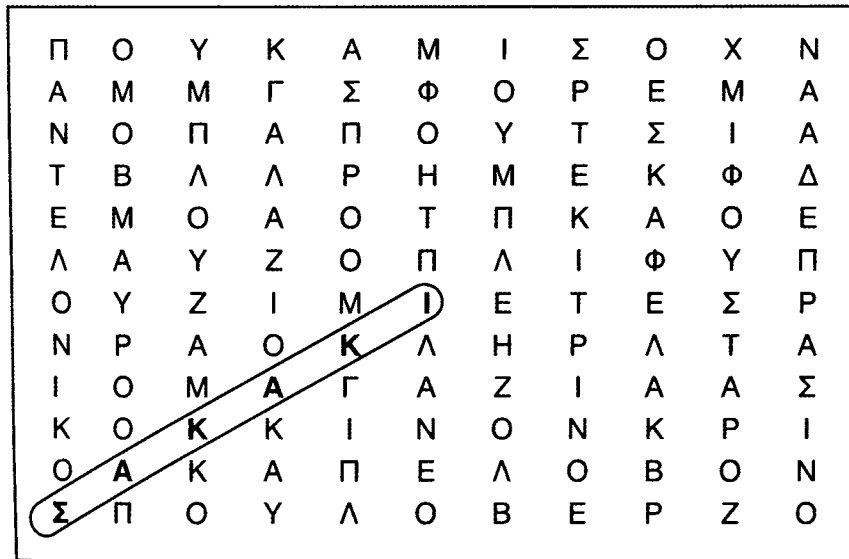 Π Ο Υ Κ Α Μ Ι Σ Ο Χ Ν
Α Μ Μ Γ Σ Φ Ο Ρ Ε Μ Α
Ν Ο Π Α Π Ο Υ Τ Σ Ι Α
Τ Β Λ Λ Ρ Η Μ Ε Κ Φ Δ
Ε Μ Ο Α Ο Τ Π Κ Α Ο Ε
Λ Α Υ Ζ Ο Π Λ Ι Φ Υ Π
Ο Υ Ζ Ι Μ Ι Ε Τ Ε Σ Ρ
Ν Ρ Α Ο Κ Λ Η Ρ Λ Τ Α
Ι Ο Μ Α Γ Α Ζ Ι Α Α Σ
Κ Ο Κ Κ Ι Ν Ο Ν Κ Ρ Ι
Ο Α Κ Α Π Ε Λ Ο Β Ο Ν
Σ Π Ο Υ Λ Ο Β Ε Ρ Ζ Ο